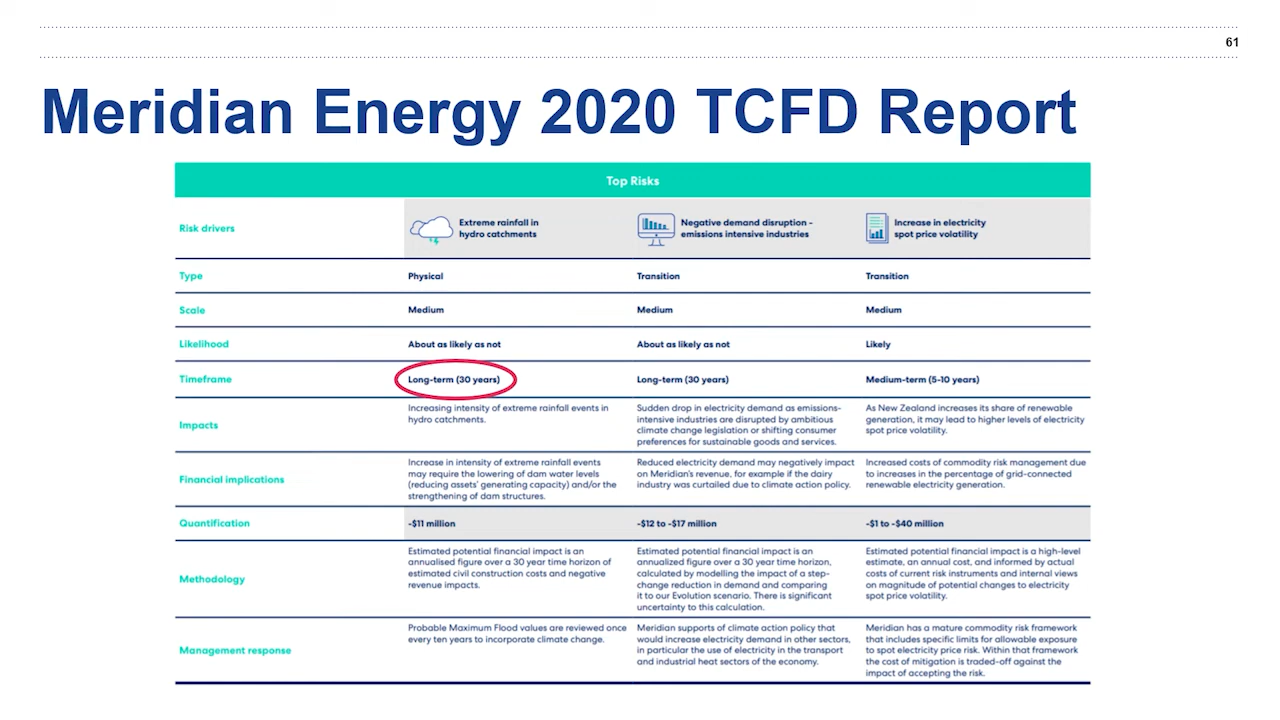 61
Meridian Energy 2020 TCFD Report
Top Risks
Risk drivers
Extreme rainfall in
hydro catchments
Negative demand disruption -
emissions intensive industries
Increase in electricity
spot price volatility
Type
Physical
Transition
Transition
Scale
Medium
Medium
Medium
Likelihood
About as likely as not
About as likely as not
Likely
Timeframe
Long-term (30 years)
Long-term (30 years)
Medium-term (5-10 years)
Impacts
Increasing intensity of extreme rainfall events in
hydro catchments.
Sudden drop in electricity demand as emissions-
intensive industries are disrupted by ambitious
climate change legislation or shifting consumer
preferences for sustainable goods and services.
As New Zealand increases its share of renewable
generation, it may lead to higher levels of electricity
spot price volatility.
Financial implications
Increase in intensity of extreme rainfall events
may require the lowering of dam water levels
(reducing assets' generating capacity) and/or the
strengthening of dam structures.
Reduced electricity demand may negatively impact
on Meridian's revenue, for example if the dairy
industry was curtailed due to climate action policy.
Increased costs of commodity risk management due
to increases in the percentage of grid-connected
renewable electricity generation.
Quantification
-$11 million
-$12 to -$17 million
-$1 to -$40 million
Methodology
Estimated potential financial impact is an
annualised figure over a 30 year time horizon of
estimated civil construction costs and negative
revenue impacts.
Estimated potential financial impact is an
annualized figure over a 30 year time horizon,
calculated by modelling the impact of a step-
change reduction in demand and comparing
it to our Evolution scenario. There is significant
uncertainty to this calculation.
Estimated potential financial impact is a high-level
estimate, an annual cost, and informed by actual
costs of current risk instruments and internal views
on magnitude of potential changes to electricity
spot price volatility.
Management response
Probable Maximum Flood values are reviewed once
every ten years to incorporate climate change.
Meridian supports of climate action policy that
would increase electricity demand in other sectors,
in particular the use of electricity in the transport
and industrial heat sectors of the economy.
Meridian has a mature commodity risk framework
that includes specific limits for allowable exposure
to spot electricity price risk. Within that framework
the cost of mitigation is traded-off against the
impact of accepting the risk.